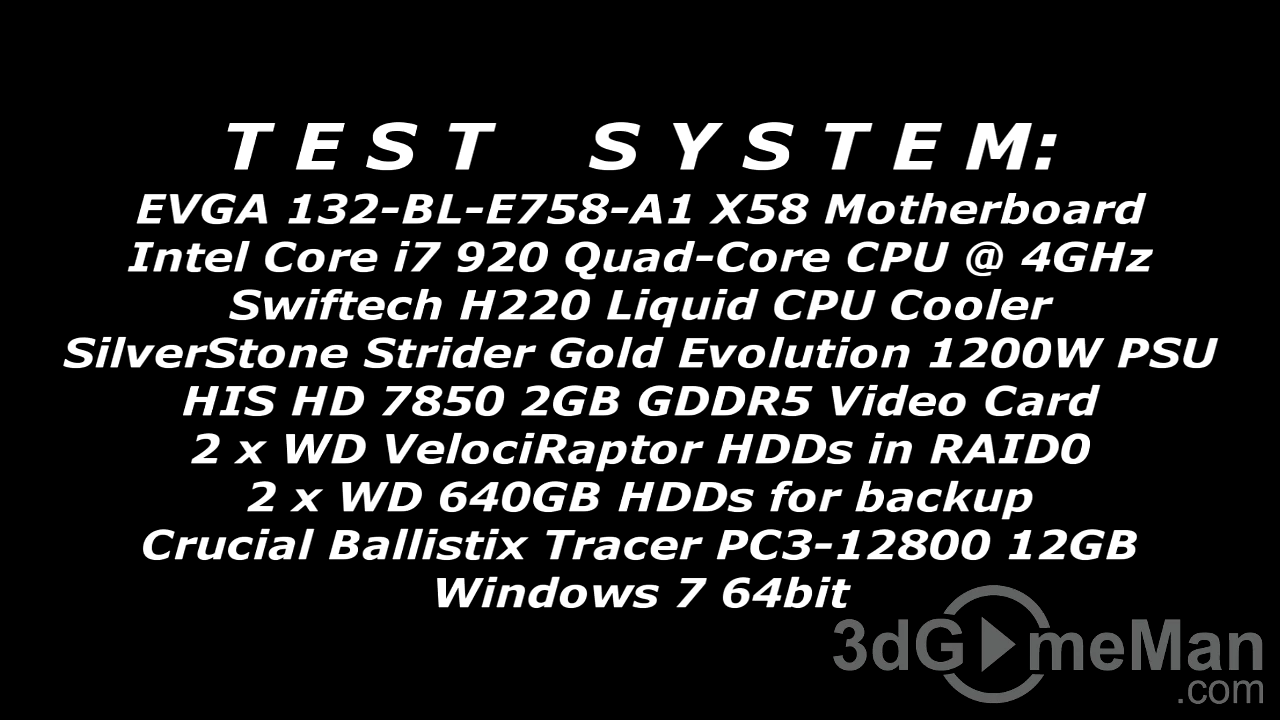 T E S T   S Y S T E M:
EVGA 132-BL-E758-A1 X58 Motherboard
Intel Core i7 920 Quad-Core CPU @ 4GHz
Swiftech H220 Liquid CPU Cooler
SilverStone Strider Gold Evolution 1200W PSU
HIS HD 7850 2GB GDDR5 Video Card
2 x WD VelociRaptor HDDs in RAID0
2 x WD 640GB HDDs for backup
Crucial Ballistix Tracer PC3-12800 12GB
Windows 7 64bit
3dGameMan
.com